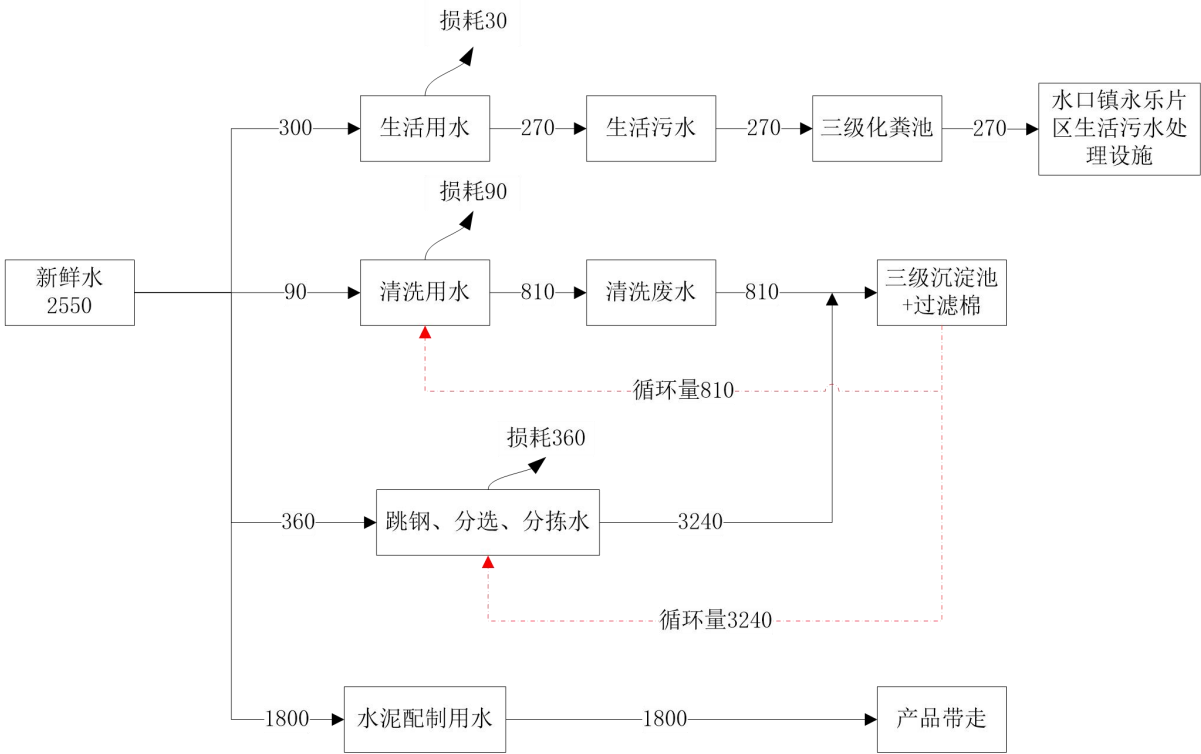 损耗30
300
生活用水
270
生活污水
270
三级化粪池
270
水口镇永乐片
区生活污水处
理设施
损耗90
新鲜水
2550
90
清洗用水
810
清洗废水
810
三级沉淀池
+过滤棉
循环量810
损耗360
360
跳钢、分选、分拣水
3240
循环量3240
1800
水泥配制用水
1800
产品带走